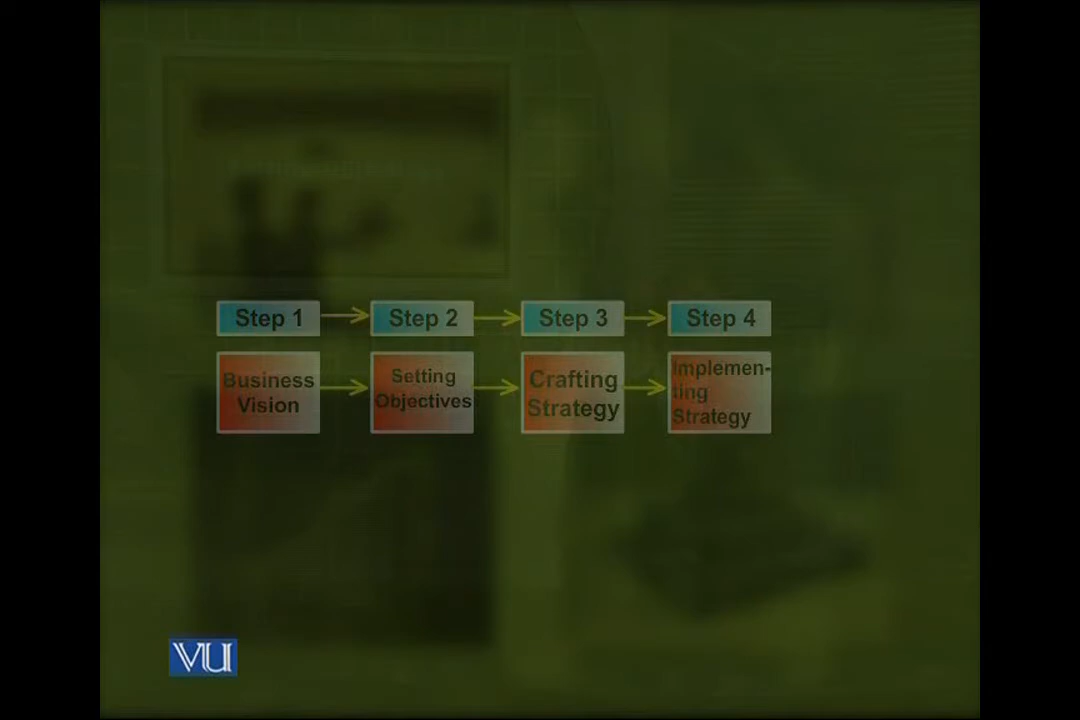 Step 1
Step 2
Step 3
Step 4
Business
Vision
Setting
Objectives
Crafting
Strategy
Implemen-
ting
Strategy
VU